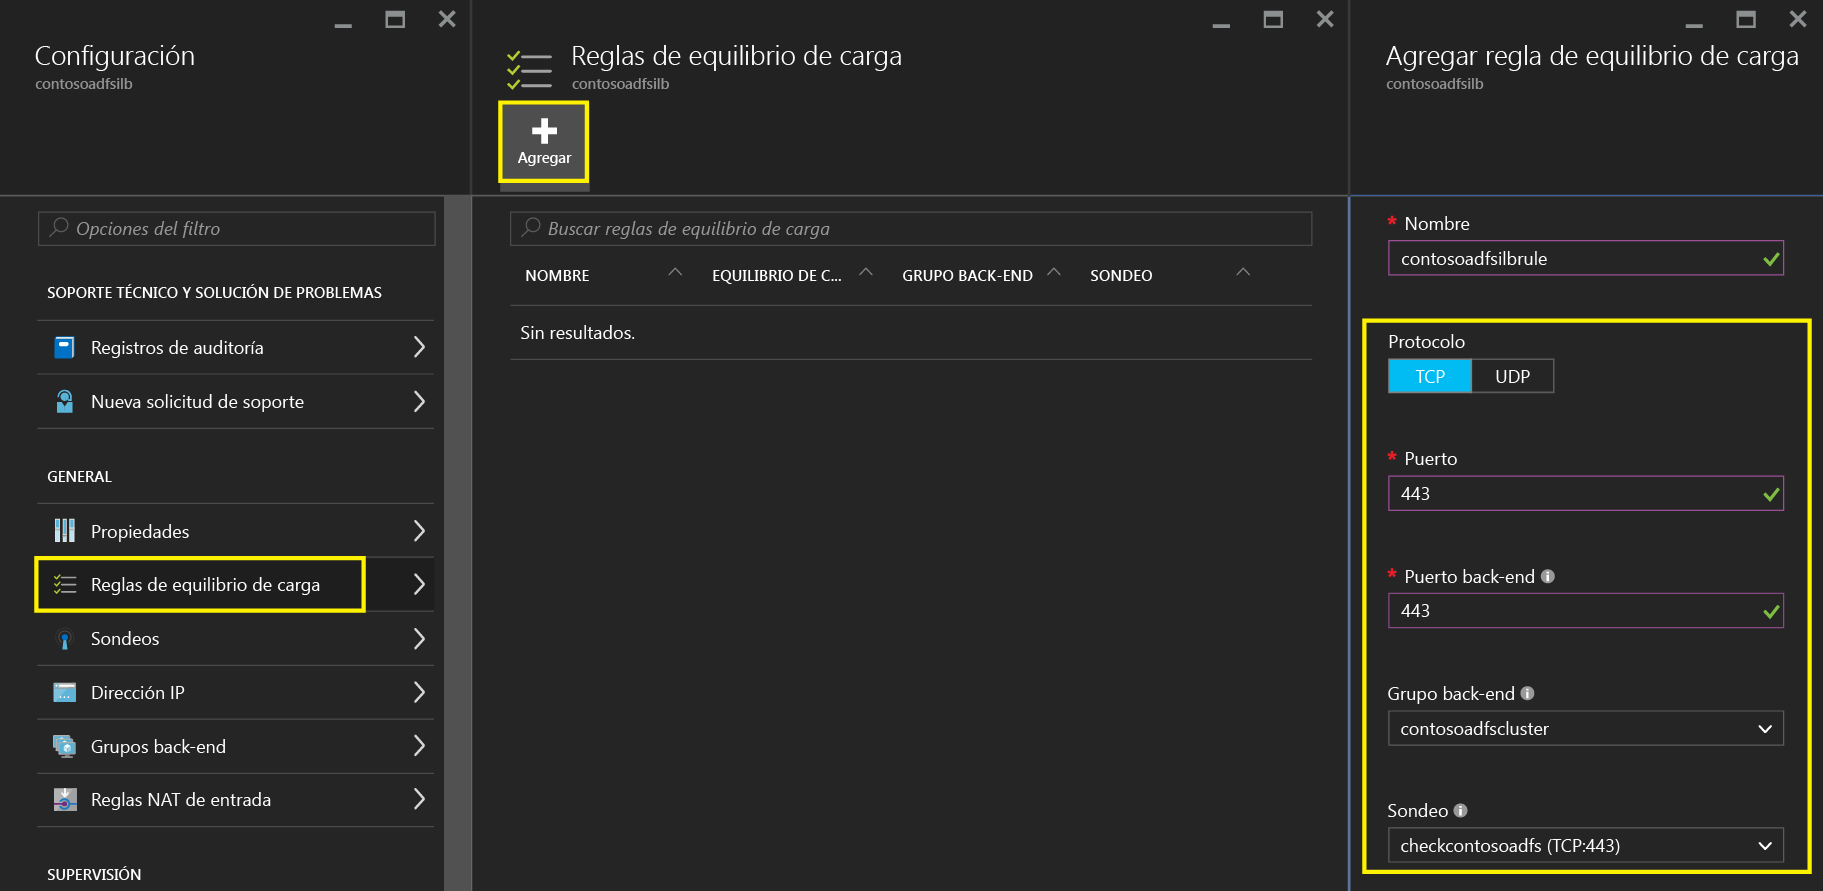 Configuración
contosoadfsilb
Opciones del filtro
SOPORTE TÉCNICO Y SOLUCIÓN DE PROBLEMAS
Registros de auditoría
Nueva solicitud de soporte
GENERAL
Propiedades
Reglas de equilibrio de carga
Sondeos
Dirección IP
Grupos back-end
Reglas NAT de entrada
SUPERVISIÓN
Reglas de equilibrio de carga
contosoadfsilb
Agregar
Buscar reglas de equilibrio de carga
NOMBRE EQUILIBRIO DE C... GRUPO BACK-END SONDEO
Sin resultados.
Agregar regla de equilibrio de carga
contosoadfsilb
* Nombre
contosoadfsilbrule
Protocolo
TCP UDP
* Puerto
443
* Puerto back-end
443
Grupo back-end
contosoadfscluster
Sondeo
checkcontosoadfs (TCP:443)